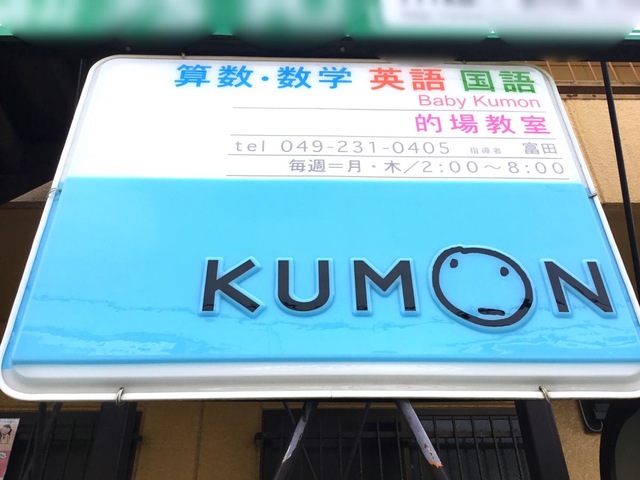 算数・数学 英語 国語
Baby Kumon
的場教室
tel 049-231-0405 指導者 富田
毎週=月・木/2:00～8:00
KUMON